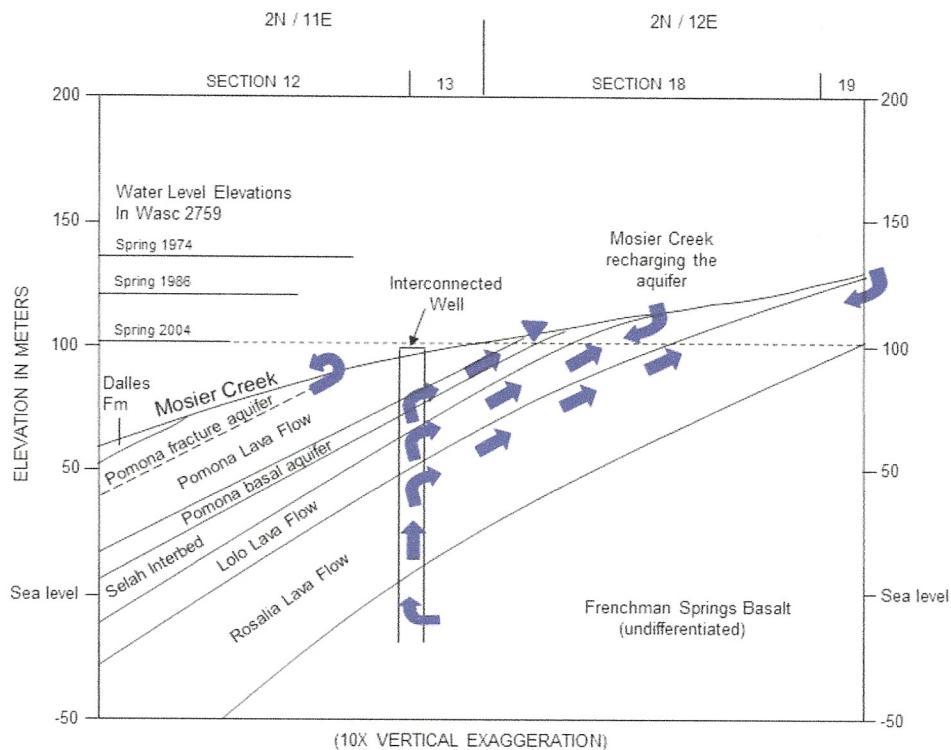 2N / 11E
2N / 12E
SECTION 12
13
SECTION 18
19
200
200
Water Level Elevations
In Wasc 2759
150
150
Spring 1974
Mosier Creek
recharging the
aquifer
Spring 1986
Interconnected
Well
Spring 2004
100
100
ELEVATION IN METERS
Dalles
Fm
Mosier Creek
Pomona fracture aquifer
Pomona Lava Flow
50
50
Pomona basal aquifer
Selah Interbed
Lolo Lava Flow
Rosalia Lava Flow
Sea level
Sea level
Frenchman Springs Basalt
(undifferentiated)
-50
-50
(10X VERTICAL EXAGGERATION)